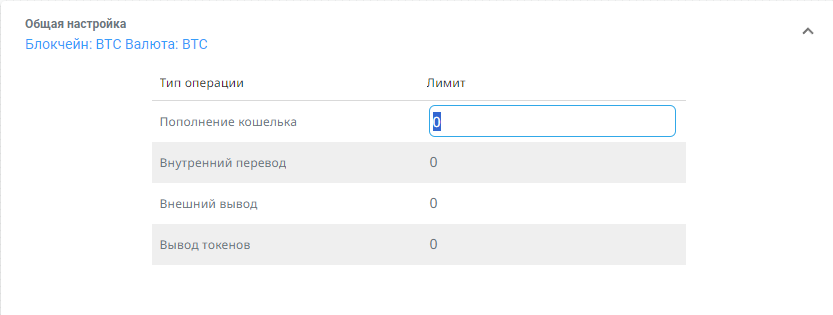 Общая настройка
Блокчейн: BTC Валюта: BTC
Тип операции Лимит
Пополнение кошелька 0
Внутренний перевод 0
Внешний вывод 0
Вывод токенов 0